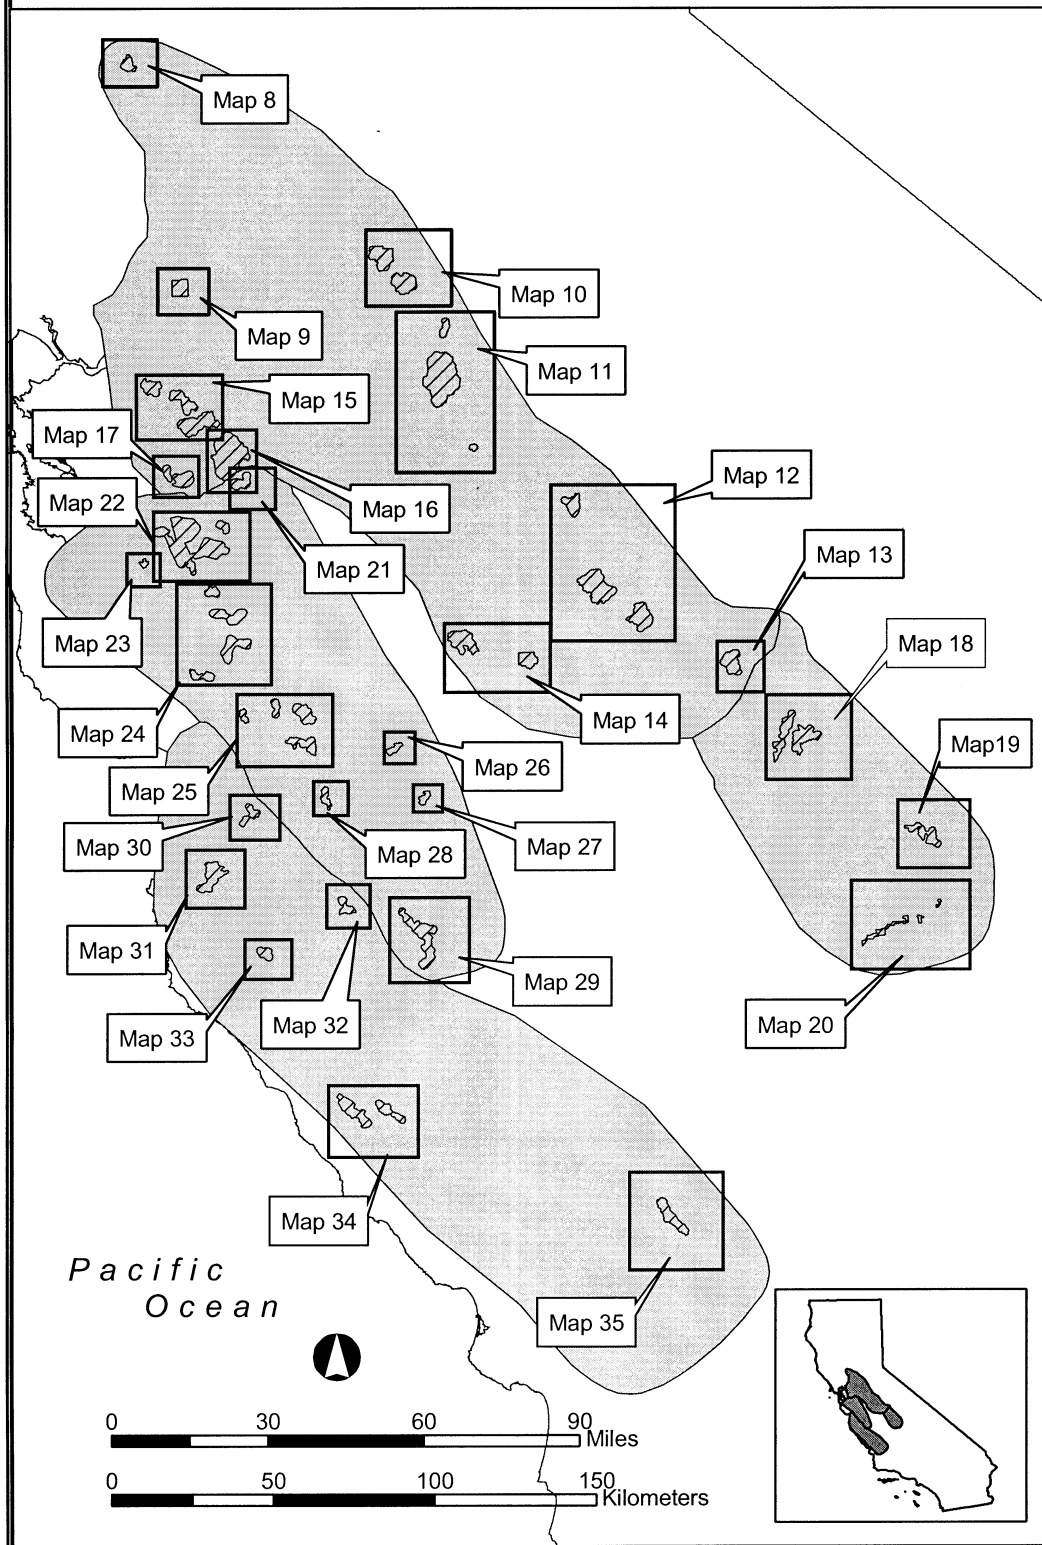 Map 8
Map 10
Map 9
Map 11
Map 15
Map 17
Map 12
Map 22
Map 16
Map 13
Map 21
Map 23
Map 18
Map 14
Map 24
Map19
Map 26
Map 25
Map 30
Map 28
Map 27
Map 31
Map 29
Map 32
Map 20
Map 33
Map 34
Pacific
Ocean
Map 35
0 30 60 90
Miles
0 50 100 150
Kilometers